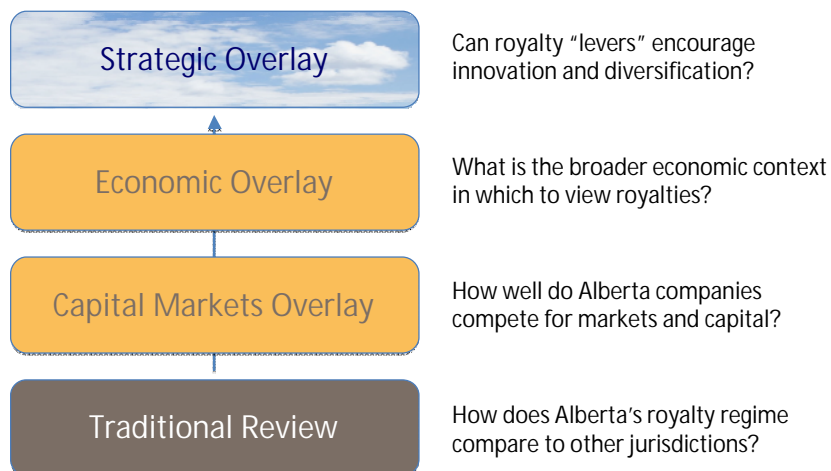 Strategic Overlay
Can royalty “levers” encourage
innovation and diversification?
Economic Overlay
What is the broader economic context
in which to view royalties?
Capital Markets Overlay
How well do Alberta companies
compete for markets and capital?
Traditional Review
How does Alberta’s royalty regime
compare to other jurisdictions?